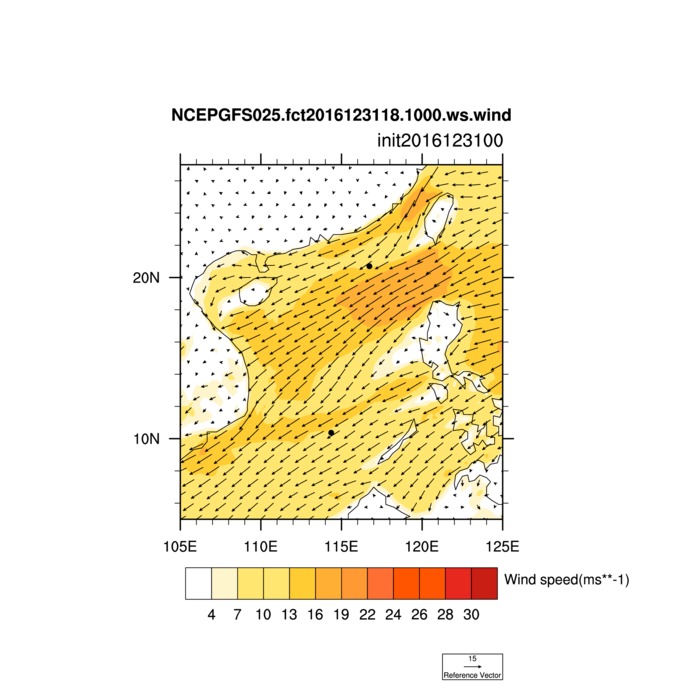 NCEPGFS025.fct2016123118.1000.ws.wind
init2016123100
20N
10N
105E 110E 115E 120E 125E
Wind speed(ms**-1)
4 7 10 13 16 19 22 24 26 28 30
15
Reference Vector